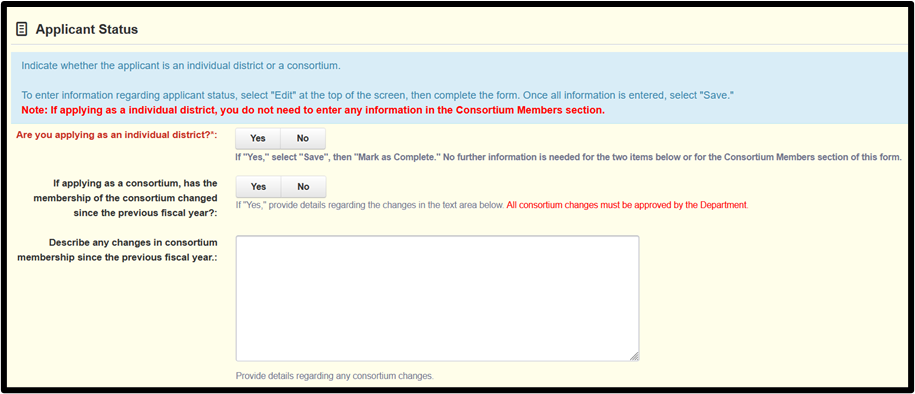 Applicant Status
Indicate whether the applicant is an individual district or a consortium.
To enter information regarding applicant status, select "Edit" at the top of the screen, then complete the form. Once all information is entered, select "Save."
Note: If applying as a individual district, you do not need to enter any information in the Consortium Members section.
Are you applying as an individual district?*:
Yes No
If "Yes," select "Save", then "Mark as Complete." No further information is needed for the two items below or for the Consortium Members section of this form.
If applying as a consortium, has the
membership of the consortium changed
since the previous fiscal year?:
Yes No
If "Yes," provide details regarding the changes in the text area below. All consortium changes must be approved by the Department.
Describe any changes in consortium
membership since the previous fiscal year.:
Provide details regarding any consortium changes.